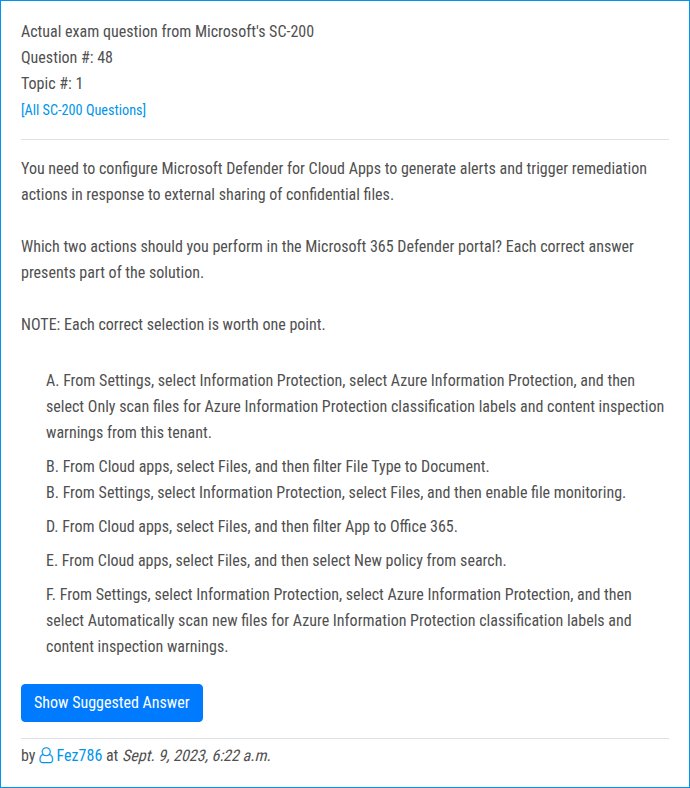 Actual exam question from Microsoft's SC-200
Question #: 48
Topic #: 1
[All SC-200 Questions]
You need to configure Microsoft Defender for Cloud Apps to generate alerts and trigger remediation
actions in response to external sharing of confidential files.
Which two actions should you perform in the Microsoft 365 Defender portal? Each correct answer
presents part of the solution.
NOTE: Each correct selection is worth one point.
A. From Settings, select Information Protection, select Azure Information Protection, and then
select Only scan files for Azure Information Protection classification labels and content inspection
warnings from this tenant.
B. From Cloud apps, select Files, and then filter File Type to Document.
B. From Settings, select Information Protection, select Files, and then enable file monitoring.
D. From Cloud apps, select Files, and then filter App to Office 365.
E. From Cloud apps, select Files, and then select New policy from search.
F. From Settings, select Information Protection, select Azure Information Protection, and then
select Automatically scan new files for Azure Information Protection classification labels and
content inspection warnings.
Show Suggested Answer
by Fez786 at Sept. 9, 2023, 6:22 a.m.